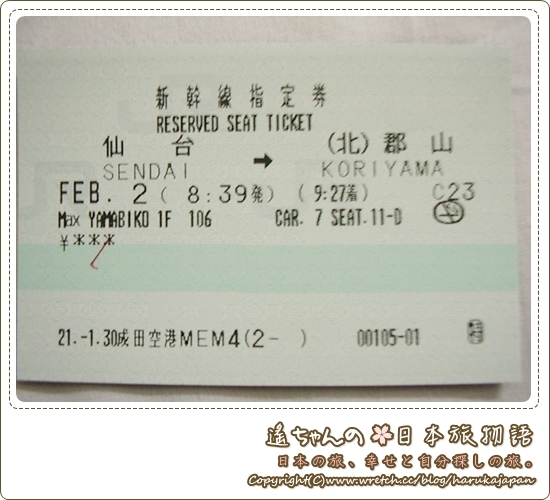 新幹線指定券
RESERVED SEAT TICKET
仙台 → (北)郡山
SENDAI KORIYAMA
FEB. 2 ( 8:39発) ( 9:27着) C23
Max YAMABIKO 1F 106 CAR. 7 SEAT.11-D
¥***
21.-1.30成田空港MEM4(2- ) 00105-01
遙ちゃんの日本旅物語
日本の旅、幸せと自分探しの旅。
Copyright(C)www.wretch.cc/blog/harukajapan